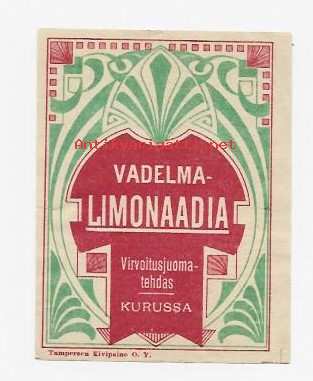 Antikvariaatti.net
VADELMA-
LIMONAADIA
Virvoitusjuoma-
tehdas
KURUSSA
Tampereen Kivipaino O. Y.